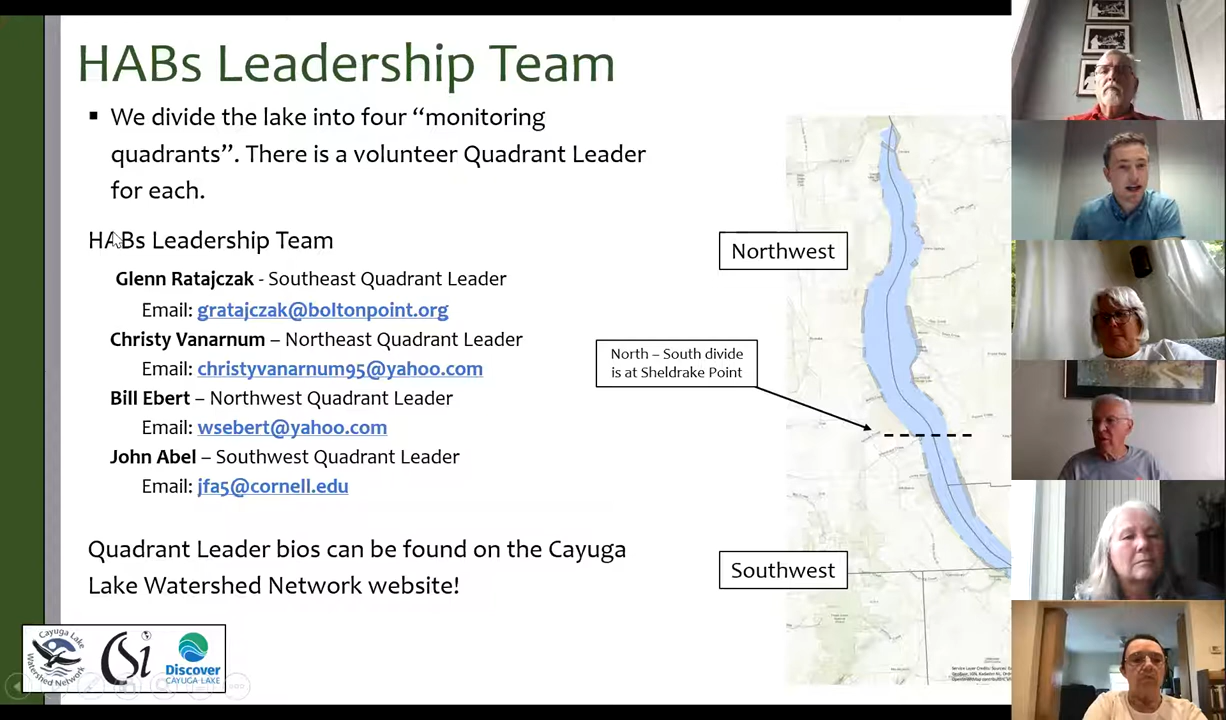 HABs Leadership Team
▪ We divide the lake into four “monitoring
quadrants”. There is a volunteer Quadrant Leader
for each.
HABs Leadership Team
Glenn Ratajczak - Southeast Quadrant Leader
Email: gratajczak@boltonpoint.org
Christy Vanarnum – Northeast Quadrant Leader
Email: christyvanarnum95@yahoo.com
Bill Ebert – Northwest Quadrant Leader
Email: wsebert@yahoo.com
John Abel – Southwest Quadrant Leader
Email: jfa5@cornell.edu
Quadrant Leader bios can be found on the Cayuga
Lake Watershed Network website!
Northwest
North – South divide
is at Sheldrake Point
Southwest
Cayuga Lake
Watershed Network
CSi
Discover
CAYUGA LAKE